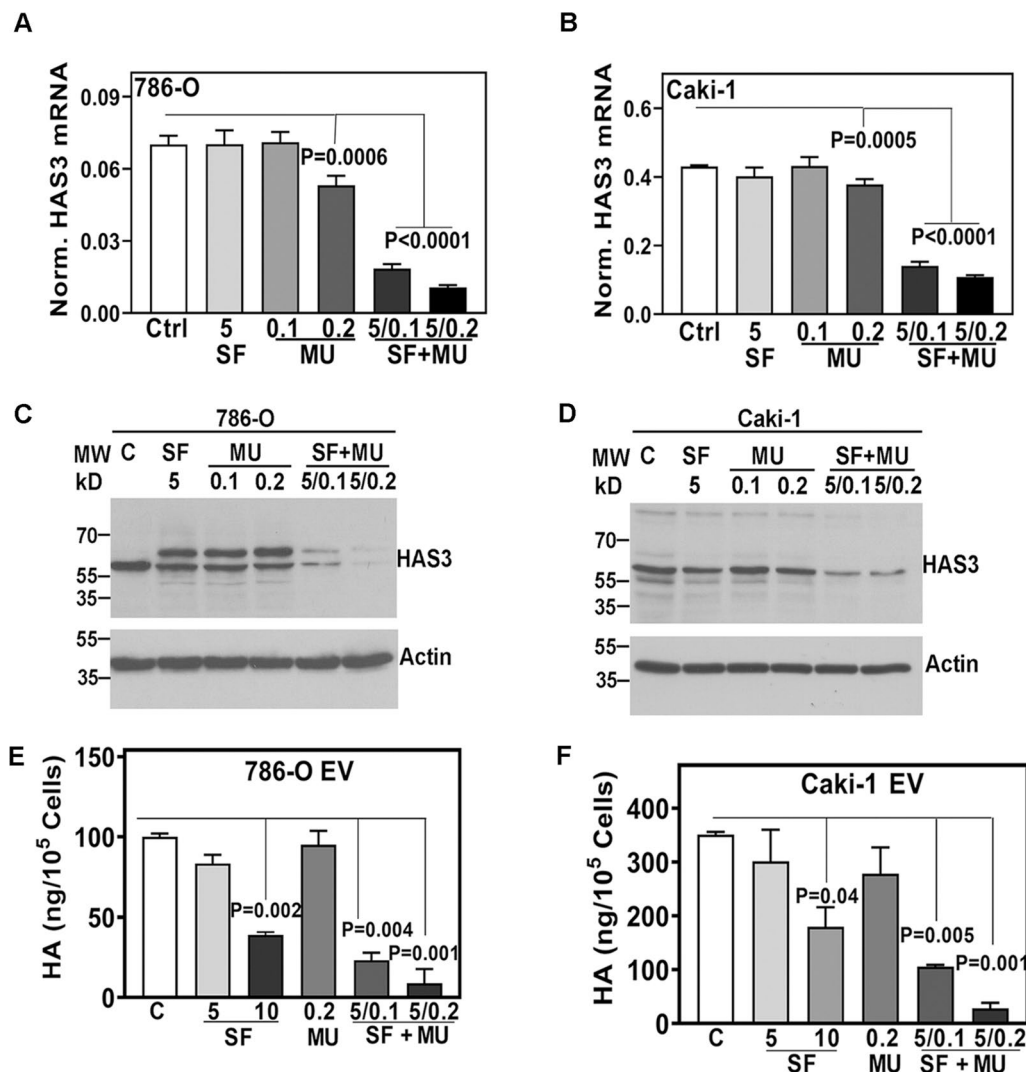 A
786-O
Norm. HAS3 mRNA
0.09
0.06
0.03
0.00
P=0.0006
P<0.0001
Ctrl 5 0.1 0.2 5/0.1 5/0.2
SF MU SF+MU
B
Caki-1
Norm. HAS3 mRNA
0.6
0.4
0.2
0.0
P=0.0005
P<0.0001
Ctrl 5 0.1 0.2 5/0.1 5/0.2
SF MU SF+MU
C
786-O
MW C SF MU SF+MU
kD 5 0.1 0.2 5/0.1 5/0.2
70
55
35
HAS3
55
35
Actin
D
Caki-1
MW C SF MU SF+MU
kD 5 0.1 0.2 5/0.1 5/0.2
70
55
35
HAS3
55
35
Actin
E
786-O EV
HA (ng/10⁵ Cells)
150
100
50
0
P=0.002
P=0.004
P=0.001
C 5 10 0.2 5/0.1 5/0.2
SF MU SF + MU
F
Caki-1 EV
HA (ng/10⁵ Cells)
400
300
200
100
0
P=0.04
P=0.005
P=0.001
C 5 10 0.2 5/0.1 5/0.2
SF MU SF + MU